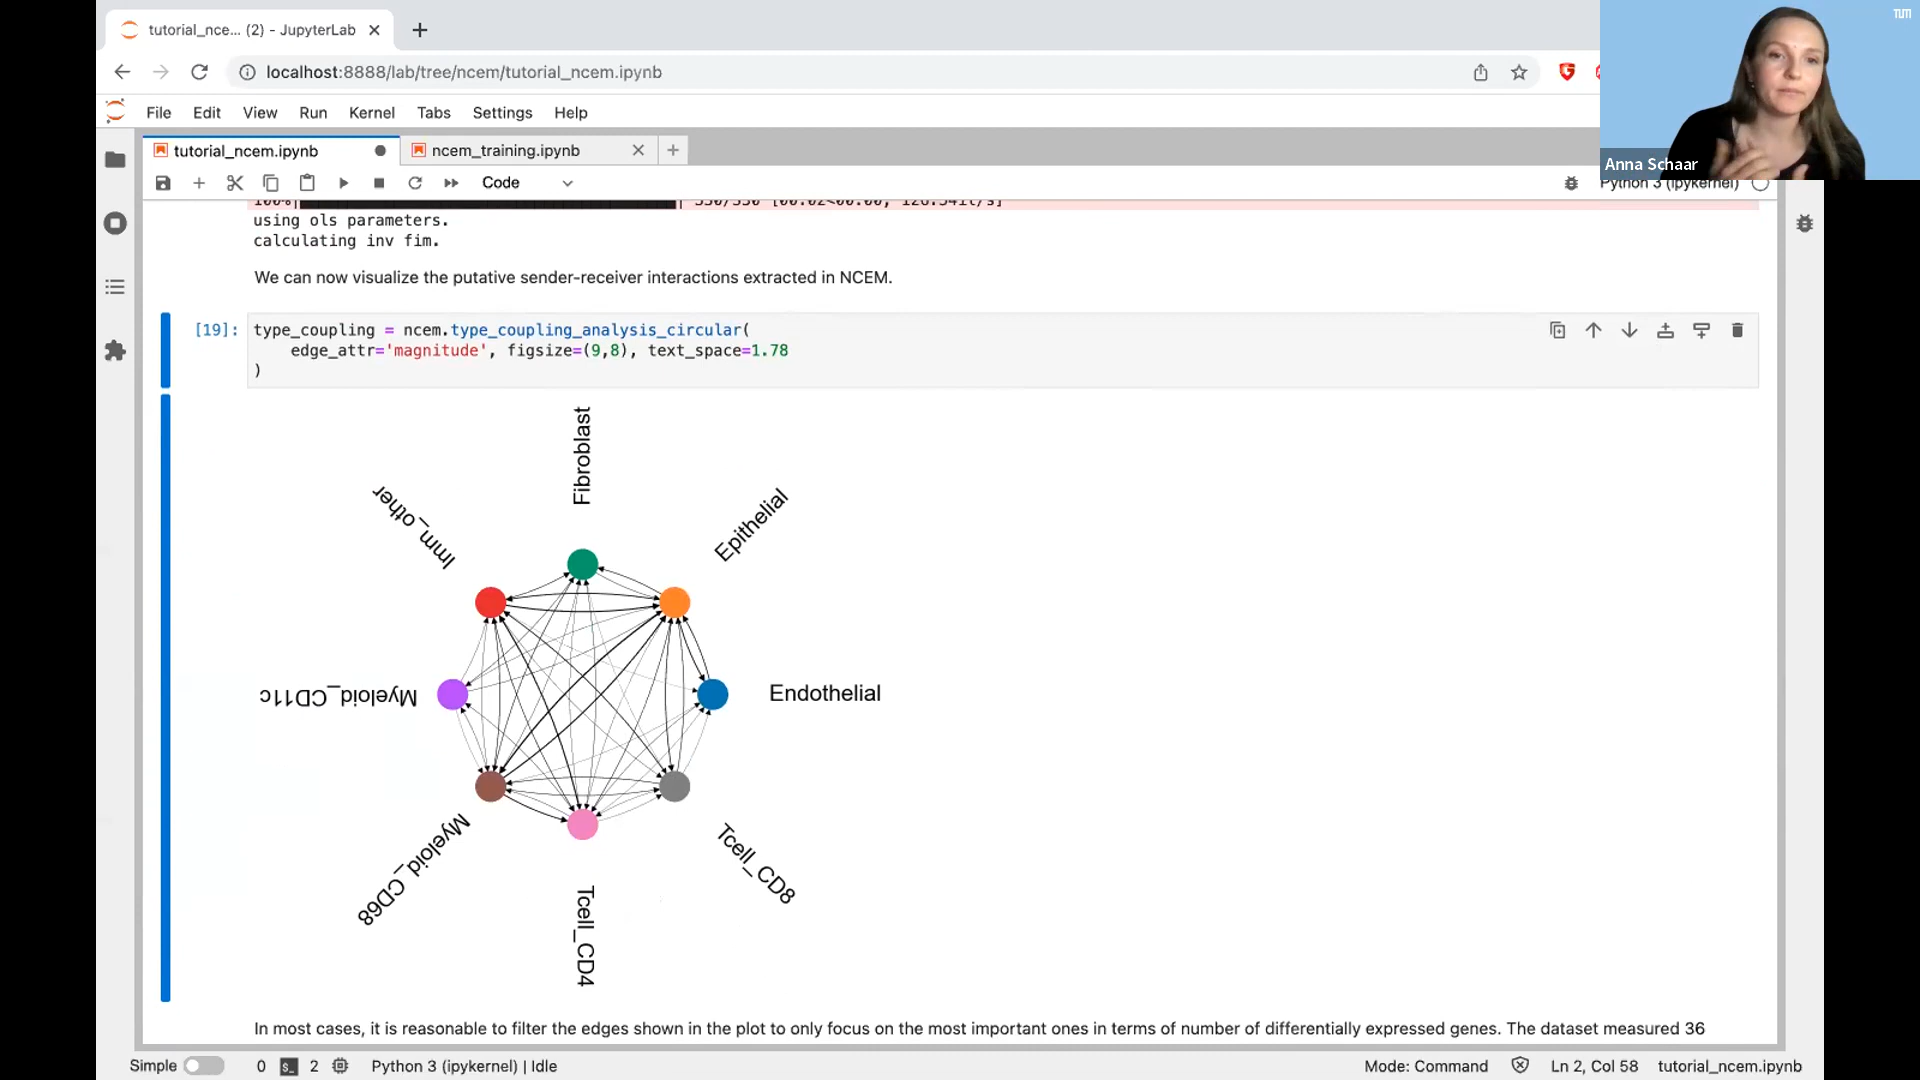 tutorial_nce... (2) - JupyterLab
localhost:8888/lab/tree/ncem/tutorial_ncem.ipynb
TUM
File Edit View Run Kernel Tabs Settings Help
tutorial_ncem.ipynb
ncem_training.ipynb
Anna Schaar
Code
Python 3 (ipykernel)
using ols parameters.
calculating inv fim.
We can now visualize the putative sender-receiver interactions extracted in NCEM.
[19]:
type_coupling = ncem.type_coupling_analysis_circular(
edge_attr='magnitude', figsize=(9,8), text_space=1.78
)
Fibroblast
Imm_other
Epithelial
Myeloid_CD11c
Endothelial
Myeloid_CD68
Tcell_CD8
Tcell_CD4
In most cases, it is reasonable to filter the edges shown in the plot to only focus on the most important ones in terms of number of differentially expressed genes. The dataset measured 36
Simple 0 2 Python 3 (ipykernel) | Idle Mode: Command Ln 2, Col 58 tutorial_ncem.ipynb